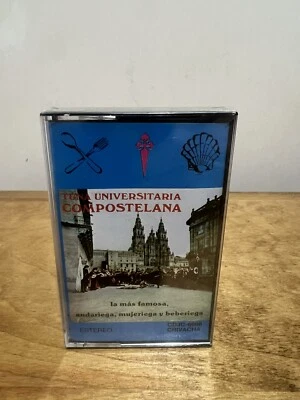 TUNA UNIVERSITARIA
COMPOSTELANA
la más famosa,
andariega, mujeriega y beberiega
ESTEREO